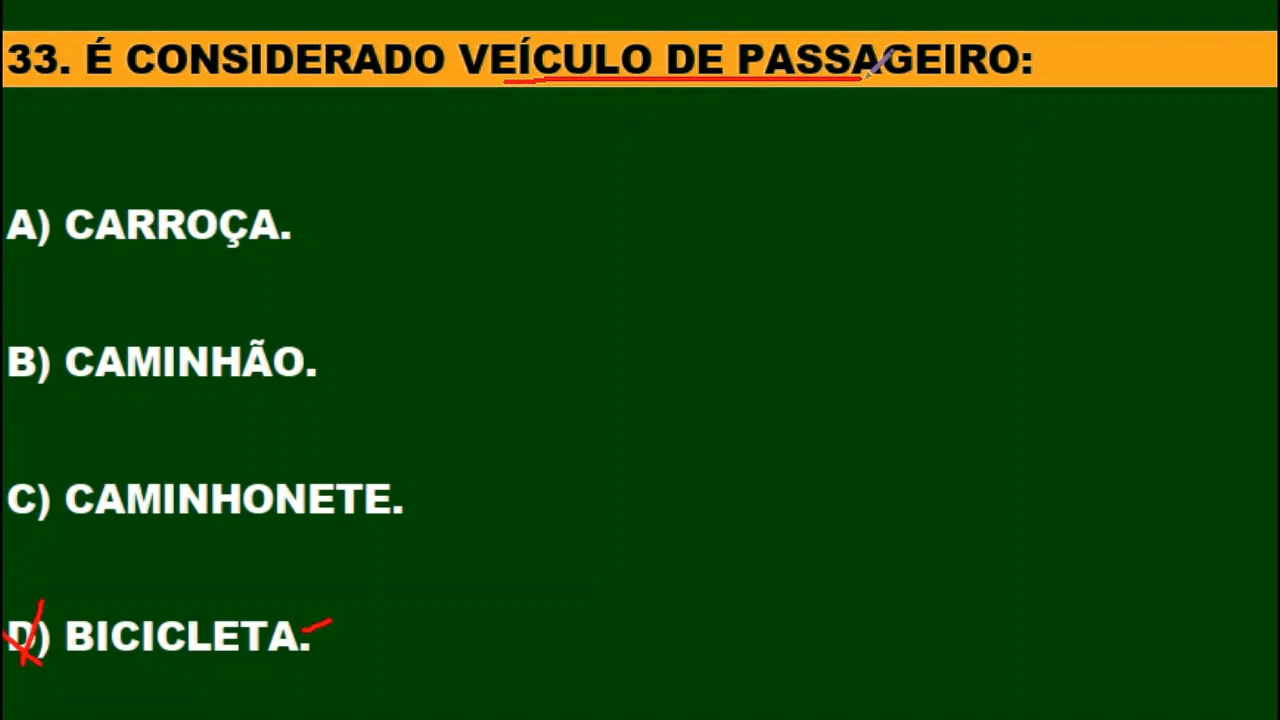 33. É CONSIDERADO VEÍCULO DE PASSAGEIRO:
A) CARROÇA.
B) CAMINHÃO.
C) CAMINHONETE.
D) BICICLETA.